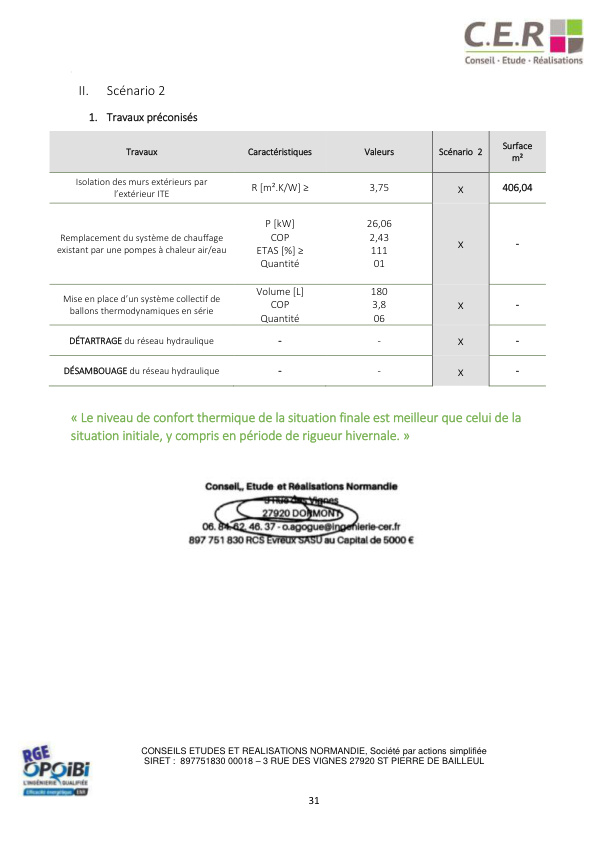 C.E.R
Conseil - Etude - Réalisations
II. Scénario 2
1. Travaux préconisés
Travaux Caractéristiques Valeurs Scénario 2 Surface m²
Isolation des murs extérieurs par
l'extérieur ITE
R [m².K/W] ≥ 3,75 X 406,04
Remplacement du système de chauffage
existant par une pompes à chaleur air/eau
P [kW] 26,06
COP 2,43
ETAS [%] ≥ 111
Quantité 01
X -
Mise en place d'un système collectif de
ballons thermodynamiques en série
Volume [L] 180
COP 3,8
Quantité 06
X -
DÉTARTRAGE du réseau hydraulique - - X -
DÉSAMBOUAGE du réseau hydraulique - - X -
« Le niveau de confort thermique de la situation finale est meilleur que celui de la
situation initiale, y compris en période de rigueur hivernale. »
Conseil,, Etude et Réalisations Normandie
3 Rue des Vignes
27920
06. 84 62. 46. 37 - o.agogue@ingenierie-cer.fr
897 751 830 RCS Evreux SASU au Capital de 5000 €
RGE
OPQIBI
L'INGÉNIERIE QUALIFIÉE
Efficacité énergétique
CONSEILS ETUDES ET REALISATIONS NORMANDIE, Société par actions simplifiée
SIRET : 897751830 00018 – 3 RUE DES VIGNES 27920 ST PIERRE DE BAILLEUL
31